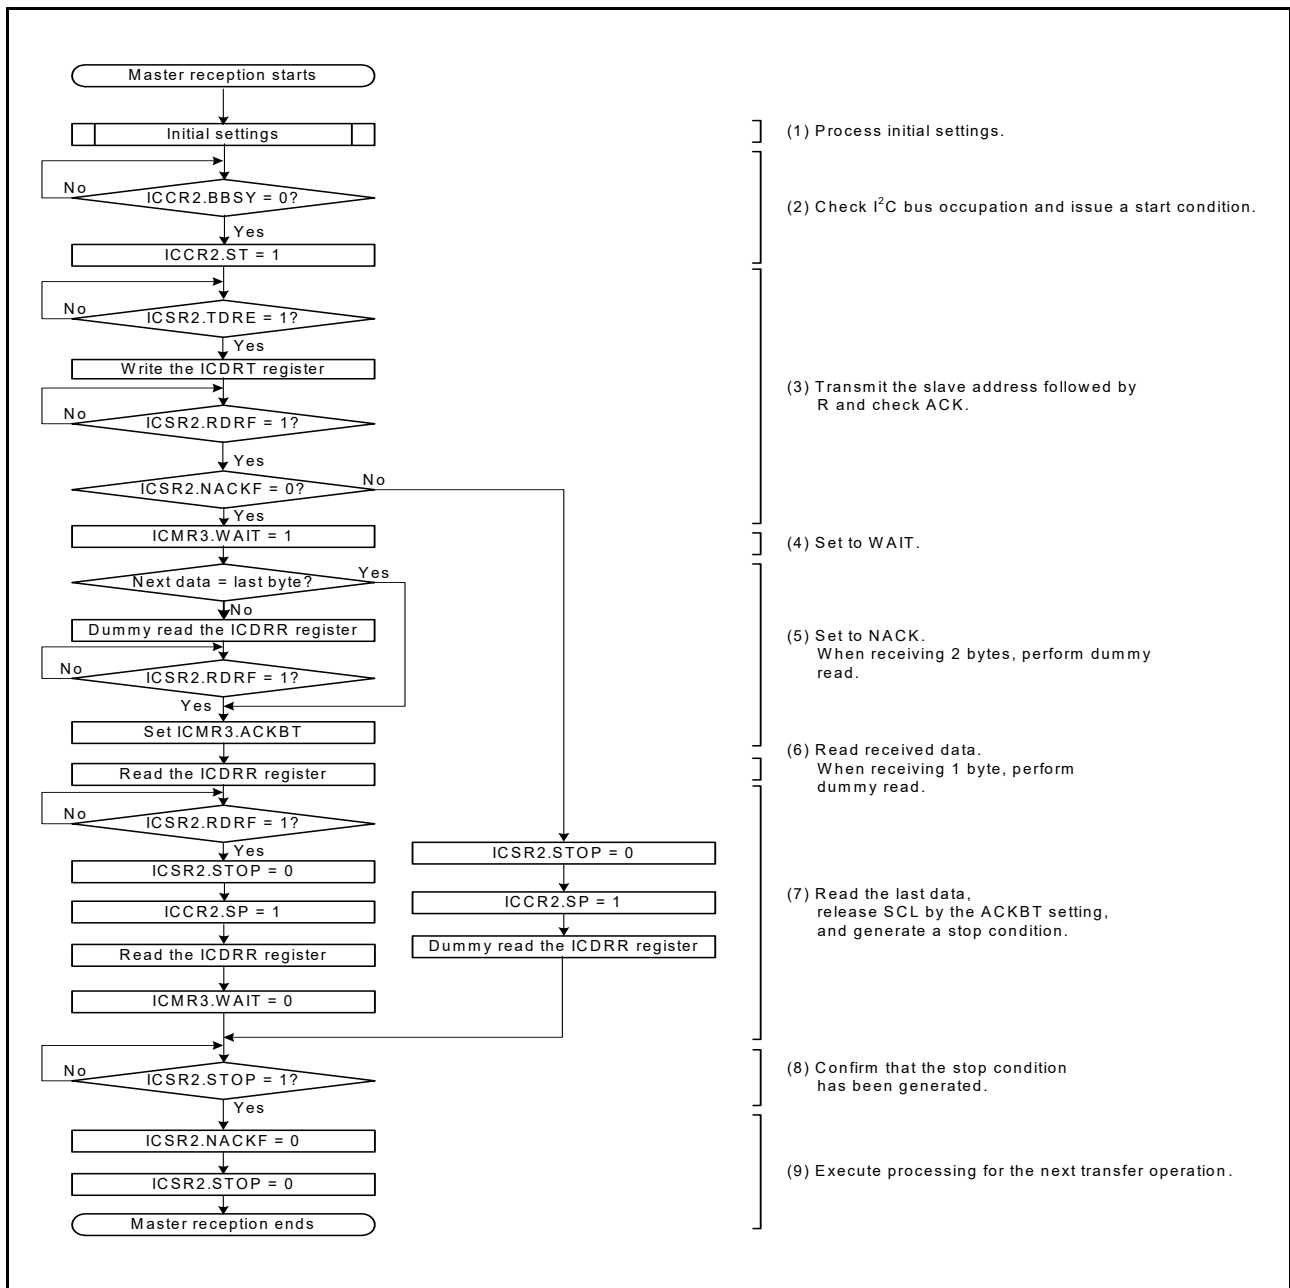 Master reception starts
Initial settings
(1) Process initial settings.
No
ICCR2.BBSY = 0?
(2) Check I²C bus occupation and issue a start condition.
Yes
ICCR2.ST = 1
No
ICSR2.TDRE = 1?
Yes
Write the ICDRT register
(3) Transmit the slave address followed by
R and check ACK.
No
ICSR2.RDRF = 1?
Yes
ICSR2.NACKF = 0?
No
Yes
ICMR3.WAIT = 1
(4) Set to WAIT.
Next data = last byte?
Yes
No
Dummy read the ICDRR register
(5) Set to NACK.
When receiving 2 bytes, perform dummy
read.
No
ICSR2.RDRF = 1?
Yes
Set ICMR3.ACKBT
(6) Read received data.
When receiving 1 byte, perform
dummy read.
Read the ICDRR register
No
ICSR2.RDRF = 1?
Yes
ICSR2.STOP = 0
ICCR2.SP = 1
Read the ICDRR register
ICMR3.WAIT = 0
ICSR2.STOP = 0
ICCR2.SP = 1
Dummy read the ICDRR register
(7) Read the last data,
release SCL by the ACKBT setting,
and generate a stop condition.
No
ICSR2.STOP = 1?
Yes
(8) Confirm that the stop condition
has been generated.
ICSR2.NACKF = 0
ICSR2.STOP = 0
(9) Execute processing for the next transfer operation.
Master reception ends